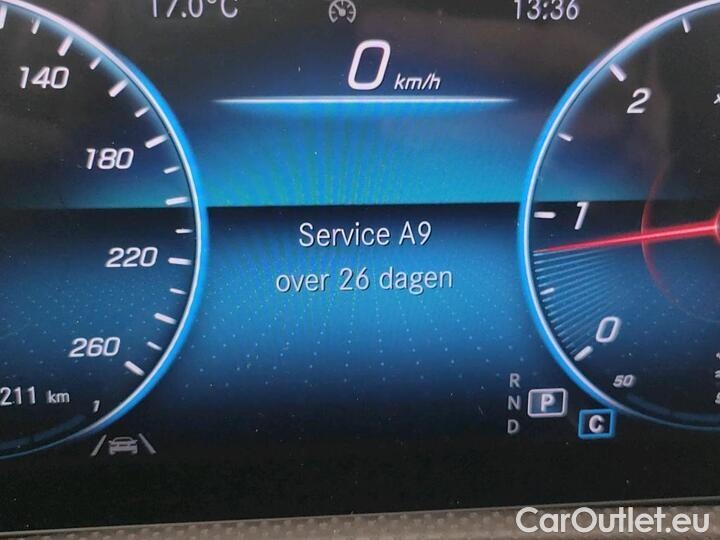 17.0°C
13:36
0 km/h
140
180
220
260
2
1
0
Service A9
over 26 dagen
211 km
1
50
R
N P
D C
CarOutlet.eu